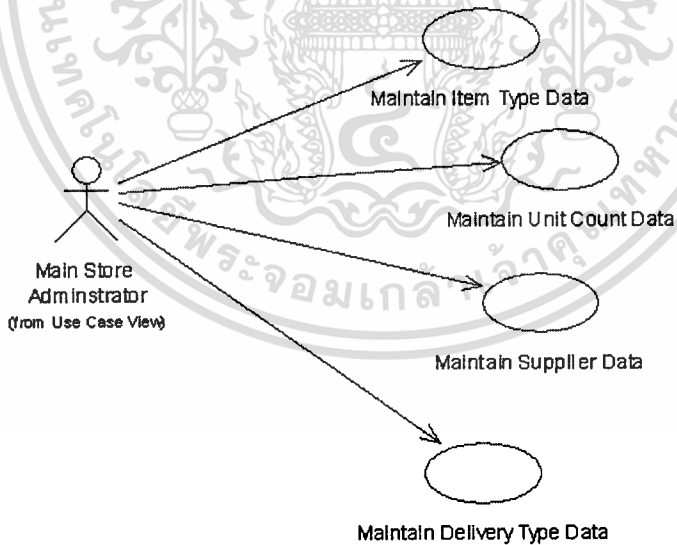 Maintain Item Type Data
Maintain Unit Count Data
Main Store
Adminstrator
(from Use Case View)
Maintain Supplier Data
Maintain Delivery Type Data